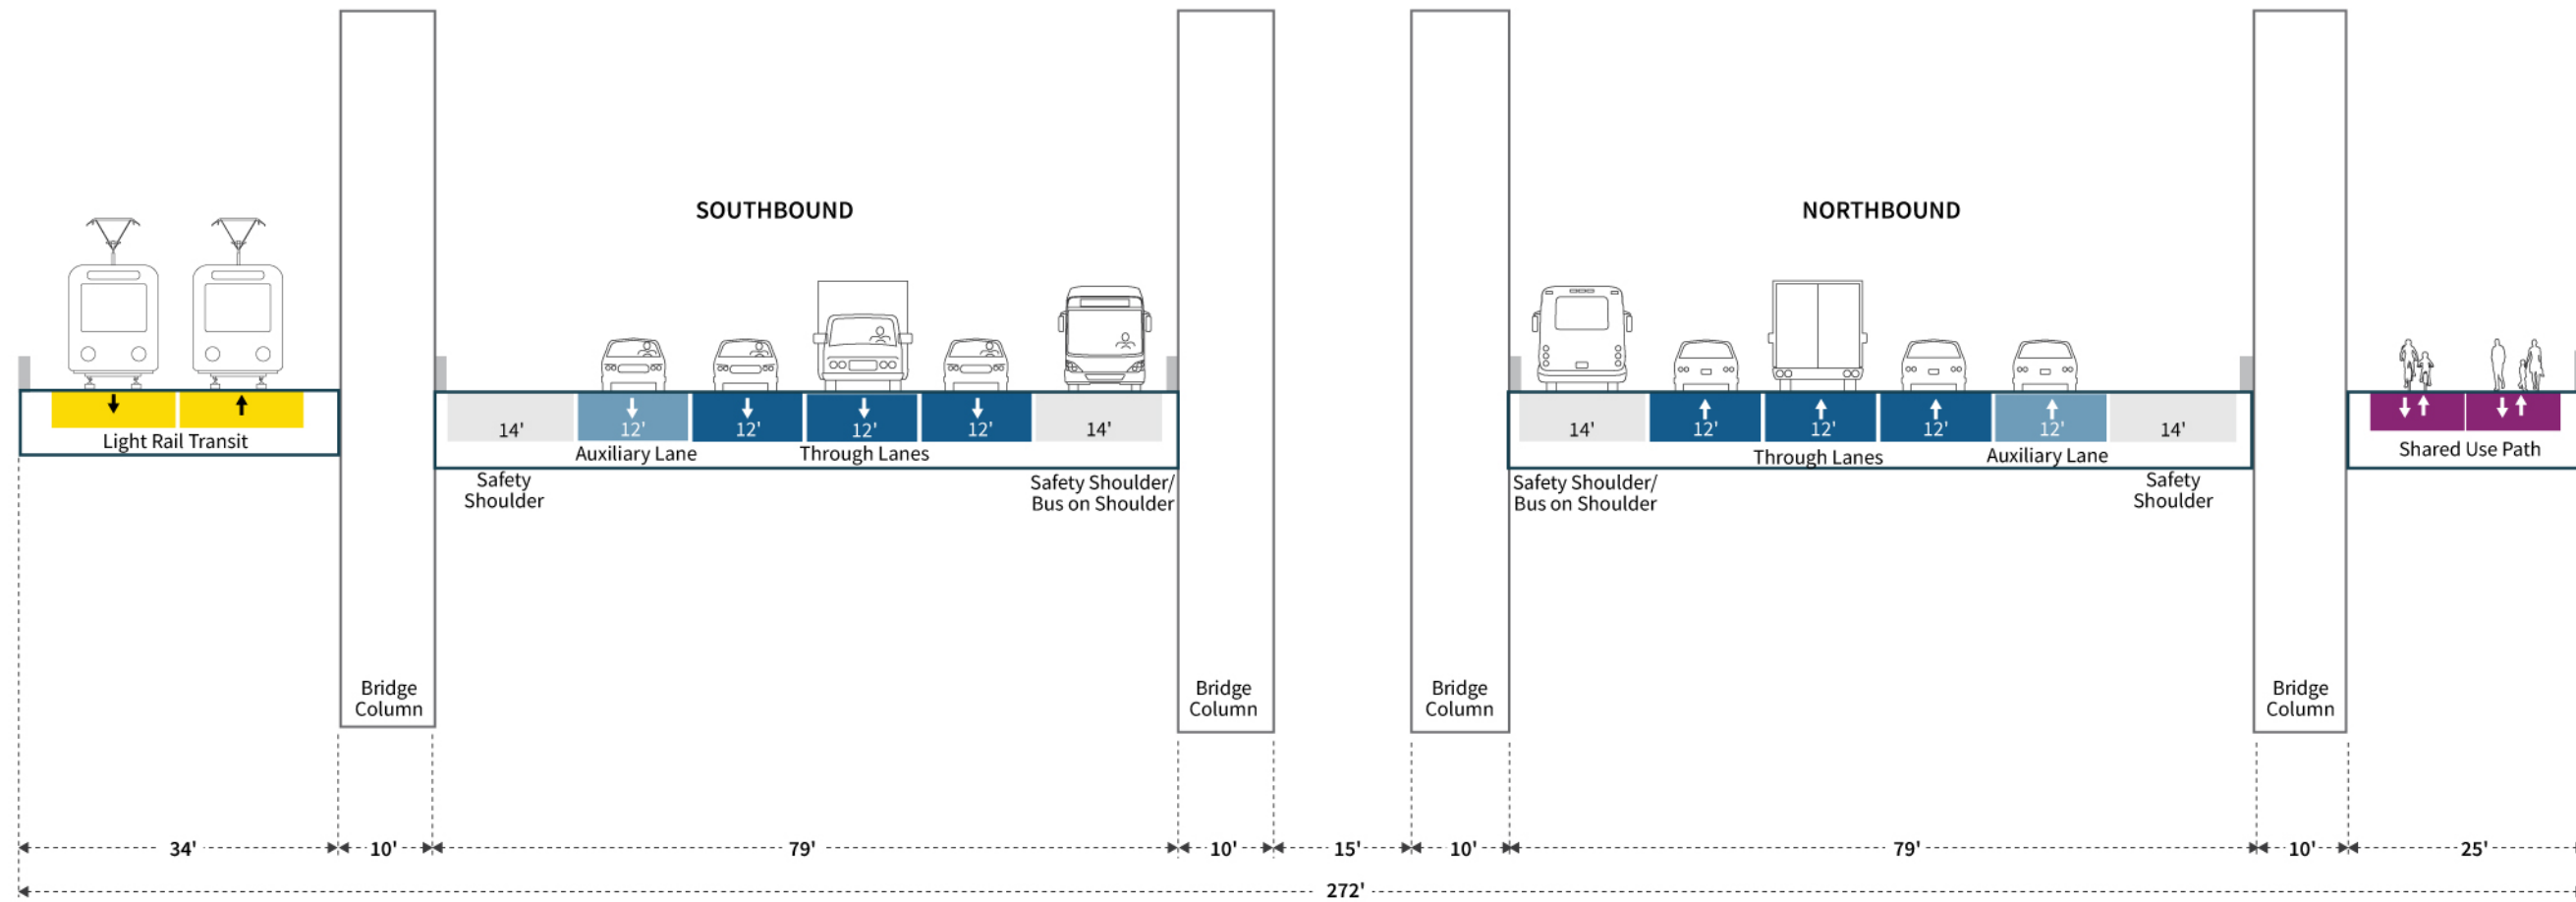 SOUTHBOUND
NORTHBOUND
14'
12'
12'
12'
12'
14'
14'
12'
12'
12'
12'
14'
Light Rail Transit
Auxiliary Lane
Through Lanes
Through Lanes
Auxiliary Lane
Shared Use Path
Safety
Shoulder
Safety Shoulder/
Bus on Shoulder
Safety Shoulder/
Bus on Shoulder
Safety
Shoulder
Bridge
Column
Bridge
Column
Bridge
Column
Bridge
Column
34'
10'
79'
10'
15'
10'
79'
10'
25'
272'